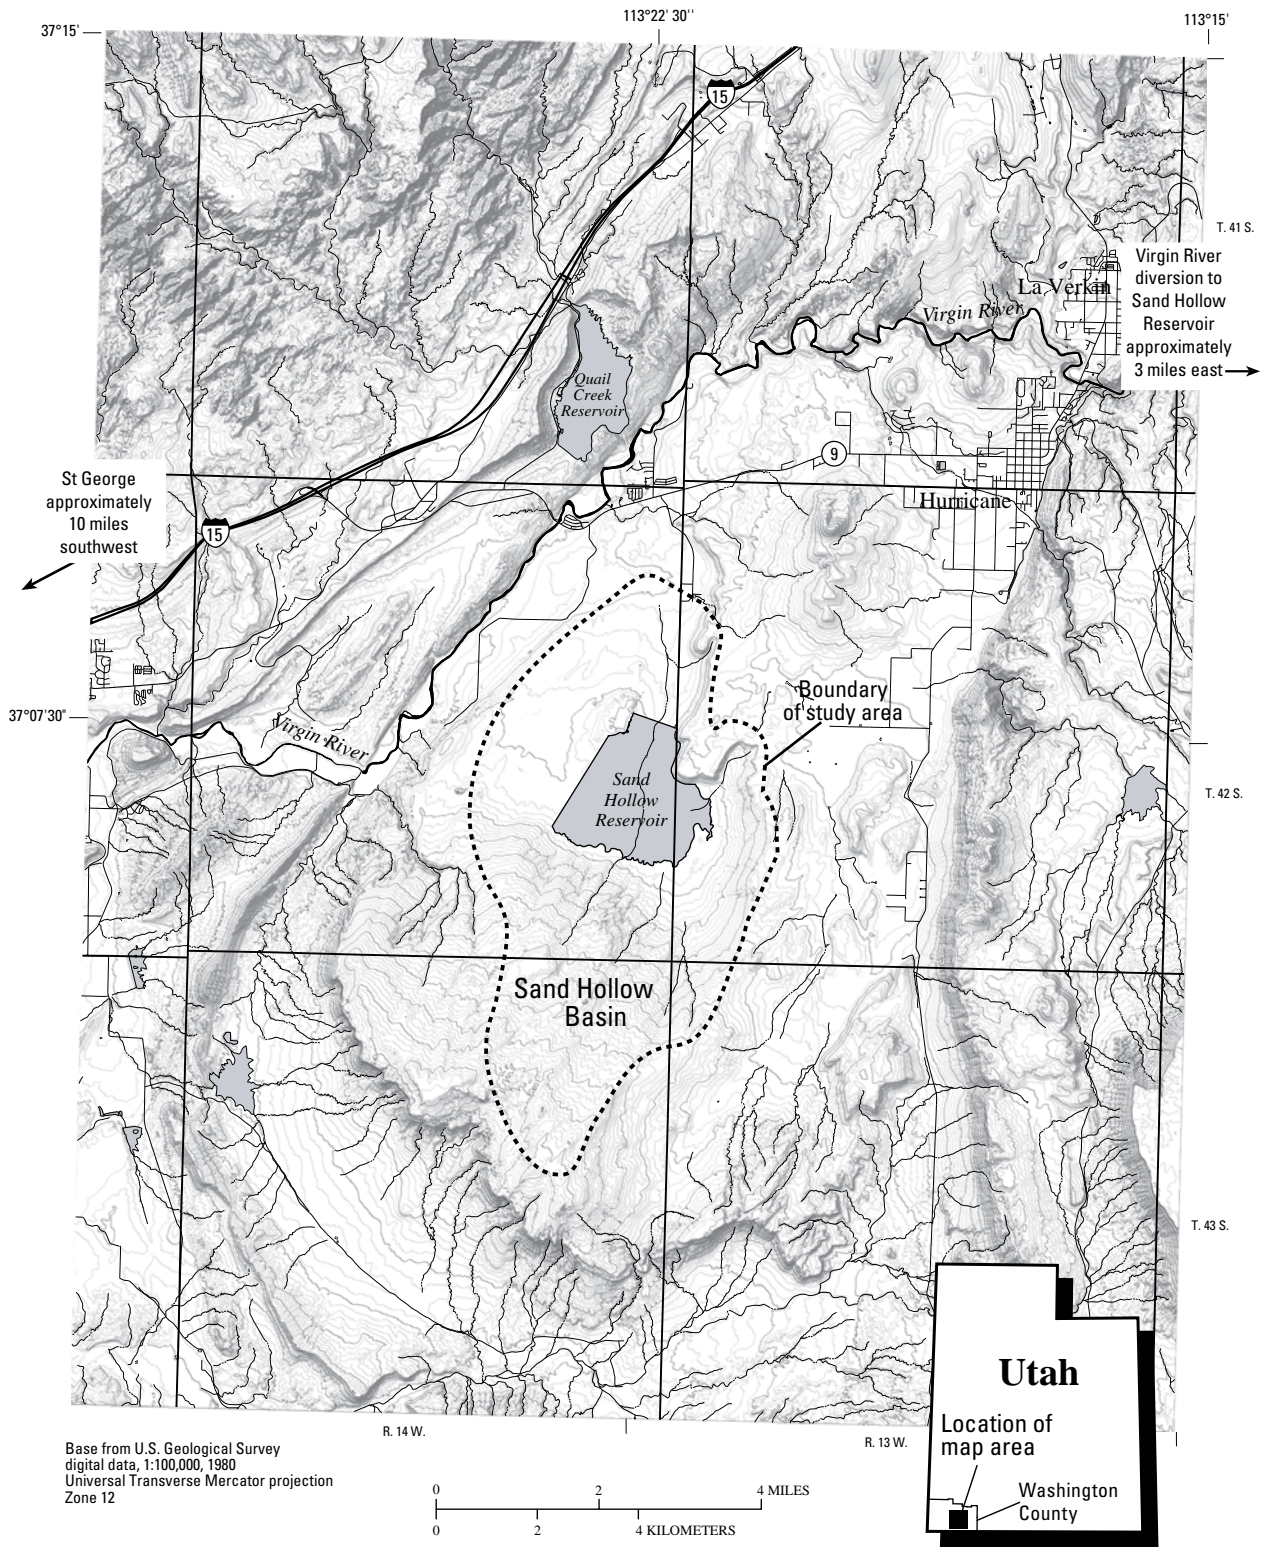 113°22' 30''
113°15'
37°15'
15
T. 41 S.
Virgin River
diversion to
Sand Hollow
Reservoir
approximately
3 miles east
La Verkin
Virgin River
Quail
Creek
Reservoir
9
St George
approximately
10 miles
southwest
Hurricane
15
Boundary
of study area
37°07'30"
Virgin River
Sand
Hollow
Reservoir
T. 42 S.
Sand Hollow
Basin
T. 43 S.
Utah
Location of
map area
Washington
County
R. 14 W.
R. 13 W.
Base from U.S. Geological Survey
digital data, 1:100,000, 1980
Universal Transverse Mercator projection
Zone 12
0 2 4 MILES
0 2 4 KILOMETERS